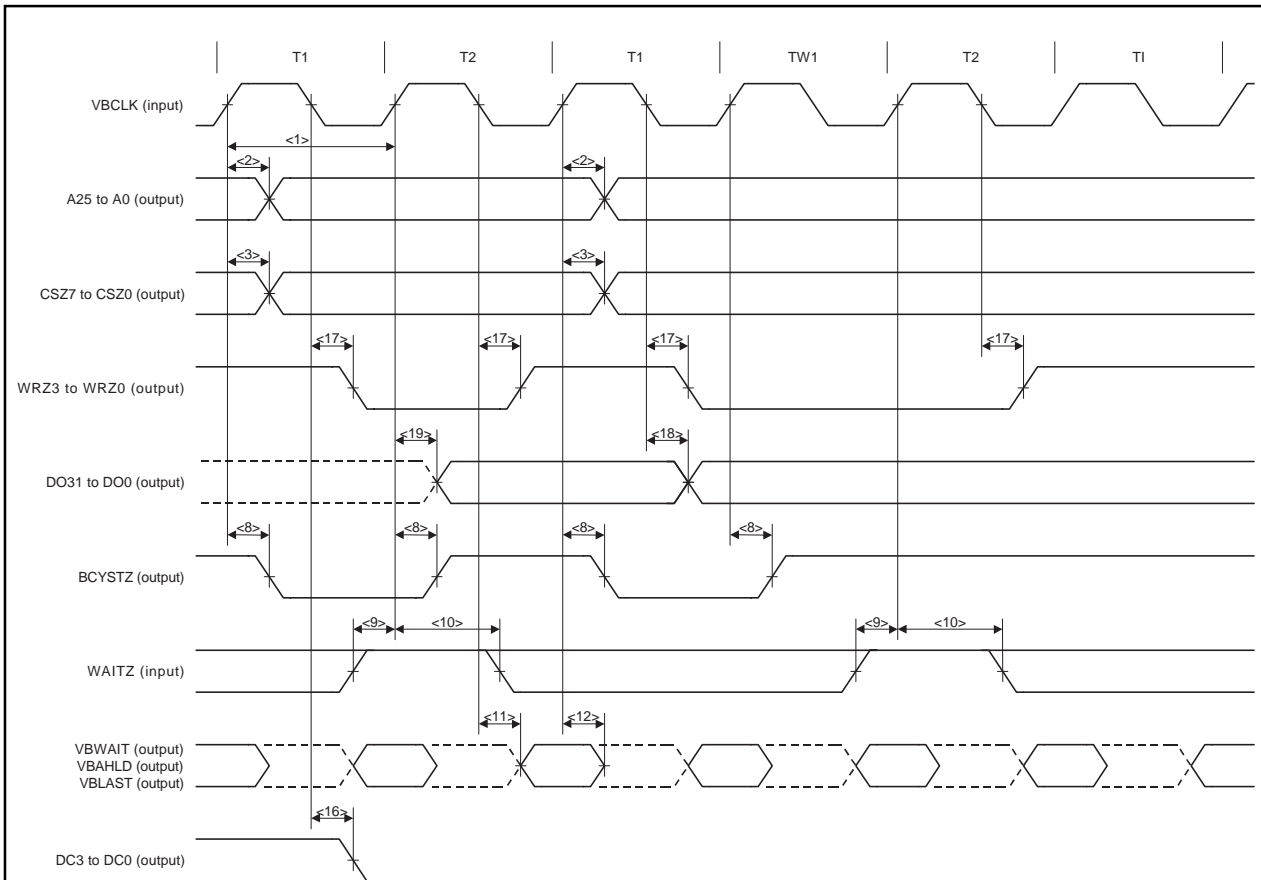 T1 T2 T1 TW1 T2 TI
VBCLK (input)
<1>
<2> <2>
A25 to A0 (output)
<3> <3>
CSZ7 to CSZ0 (output)
<17> <17> <17> <17>
WRZ3 to WRZ0 (output)
<19> <18>
DO31 to DO0 (output)
<8> <8> <8> <8>
BCYSTZ (output)
<9> <10> <9> <10>
WAITZ (input)
<11> <12>
VBWAIT (output)
VBAHLD (output)
VBLAST (output)
<16>
DC3 to DC0 (output)